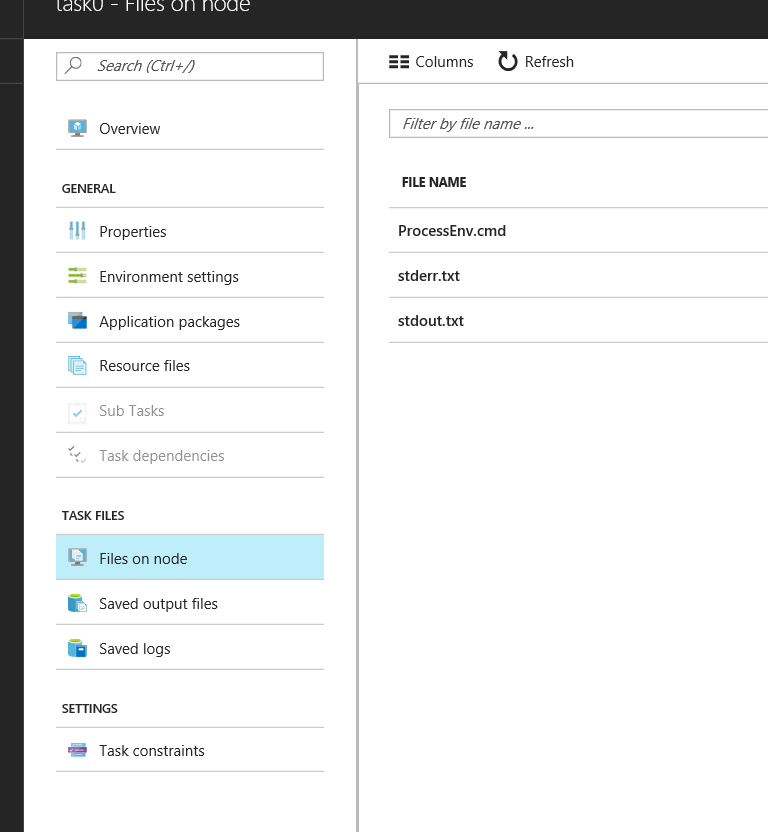 task0 - Files on node
Search (Ctrl+/)
Overview
GENERAL
Properties
Environment settings
Application packages
Resource files
Sub Tasks
Task dependencies
TASK FILES
Files on node
Saved output files
Saved logs
SETTINGS
Task constraints
Columns
Refresh
Filter by file name ...
FILE NAME
ProcessEnv.cmd
stderr.txt
stdout.txt